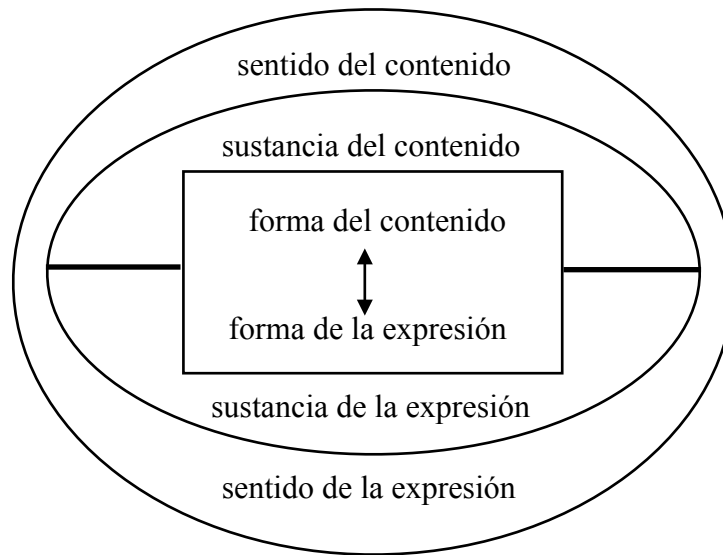 sentido del contenido
sustancia del contenido
forma del contenido
forma de la expresión
sustancia de la expresión
sentido de la expresión